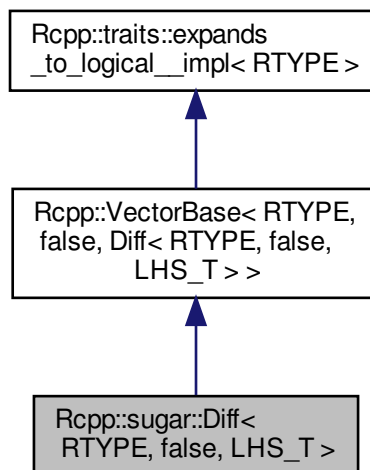 Rcpp::traits::expands
_to_logical__impl< RTYPE >
Rcpp::VectorBase< RTYPE,
false, Diff< RTYPE, false,
LHS_T > >
Rcpp::sugar::Diff<
RTYPE, false, LHS_T >